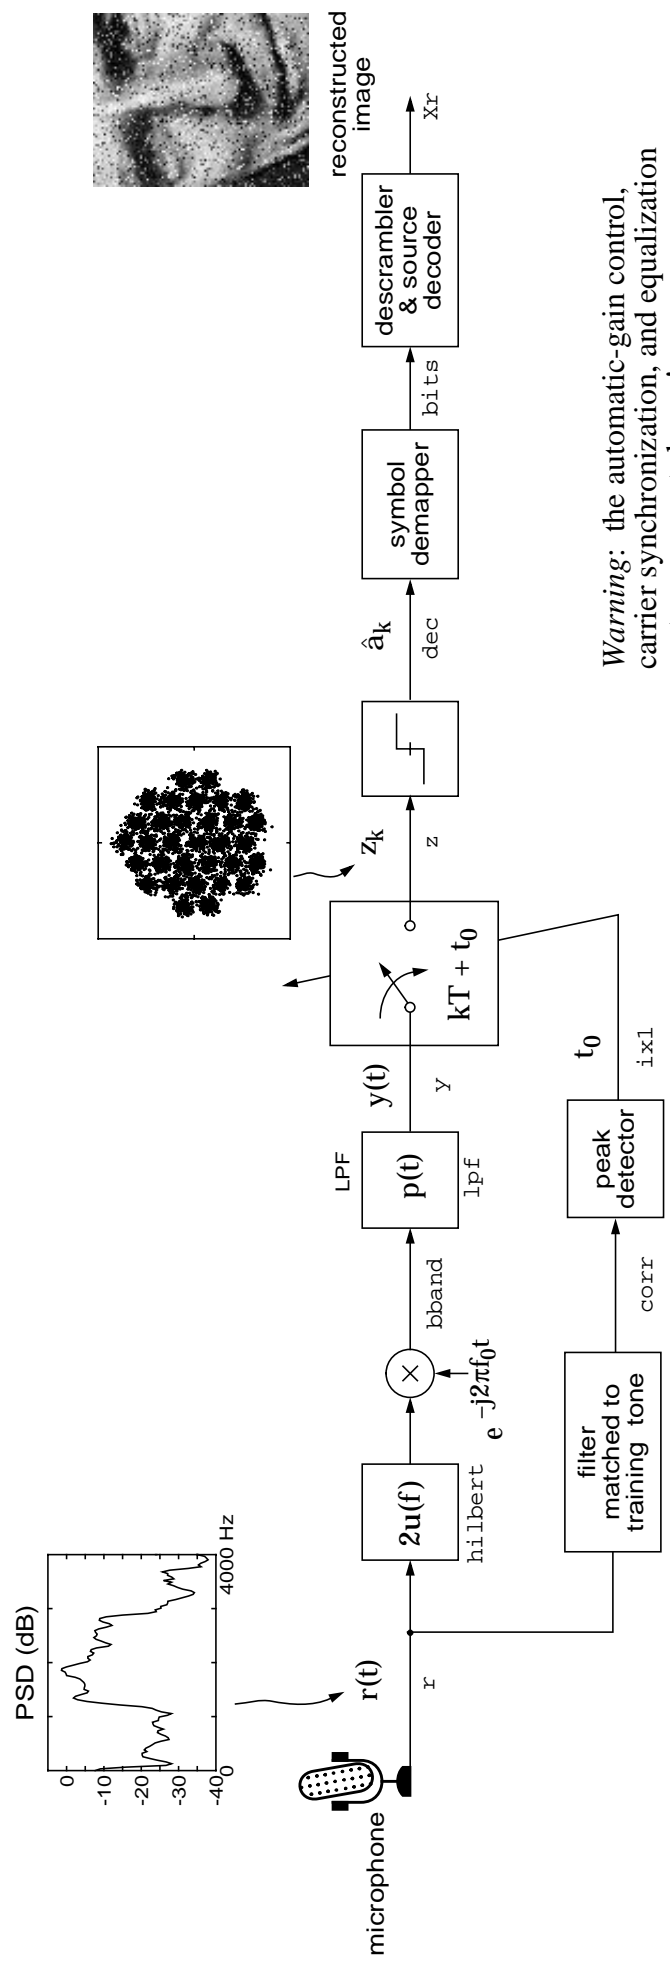 PSD (dB)
0
-10
-20
-30
-40
0
4000 Hz
microphone
r(t)
r
2u(f)
hilbert
e -j2πf0t
bband
LPF
p(t)
lpf
y(t)
y
kT + t0
zk
z
âk
dec
symbol
demapper
bits
descrambler
& source
decoder
reconstructed
image
Xr
filter
matched to
training tone
corr
peak
detector
t0
ix1
Warning: the automatic-gain control,
carrier synchronization, and equalization